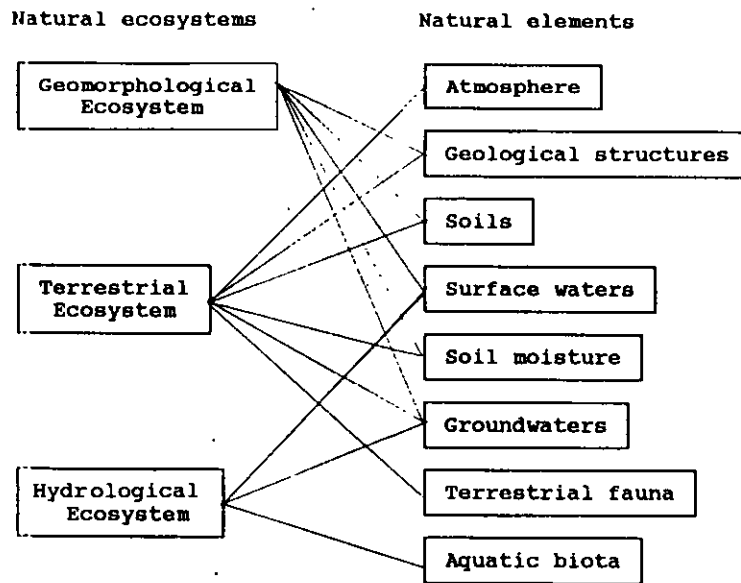 Natural ecosystems
Natural elements
Geomorphological
Ecosystem
Atmosphere
Geological structures
Soils
Terrestrial
Ecosystem
Surface waters
Soil moisture
Groundwaters
Hydrological
Ecosystem
Terrestrial fauna
Aquatic biota